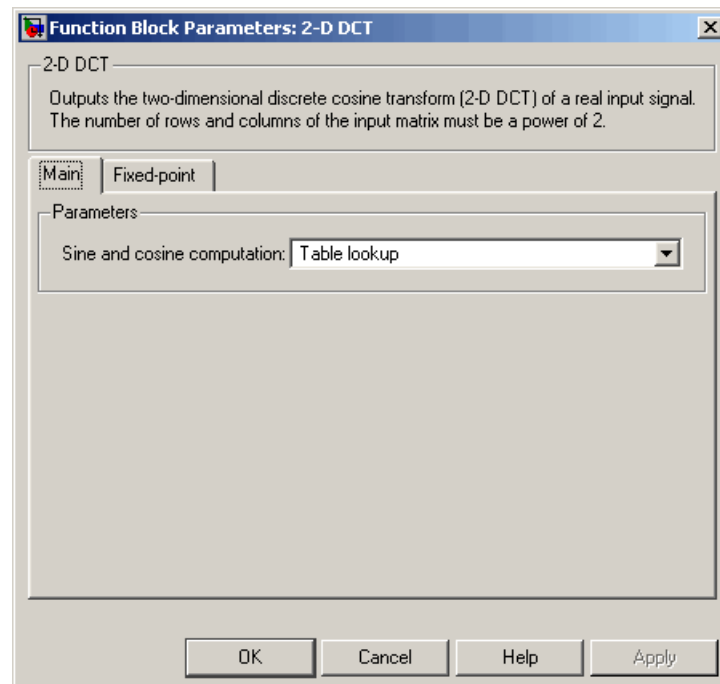 Function Block Parameters: 2-D DCT
2-D DCT
Outputs the two-dimensional discrete cosine transform (2-D DCT) of a real input signal.
The number of rows and columns of the input matrix must be a power of 2.
Main Fixed-point
Parameters
Sine and cosine computation: Table lookup
OK Cancel Help Apply